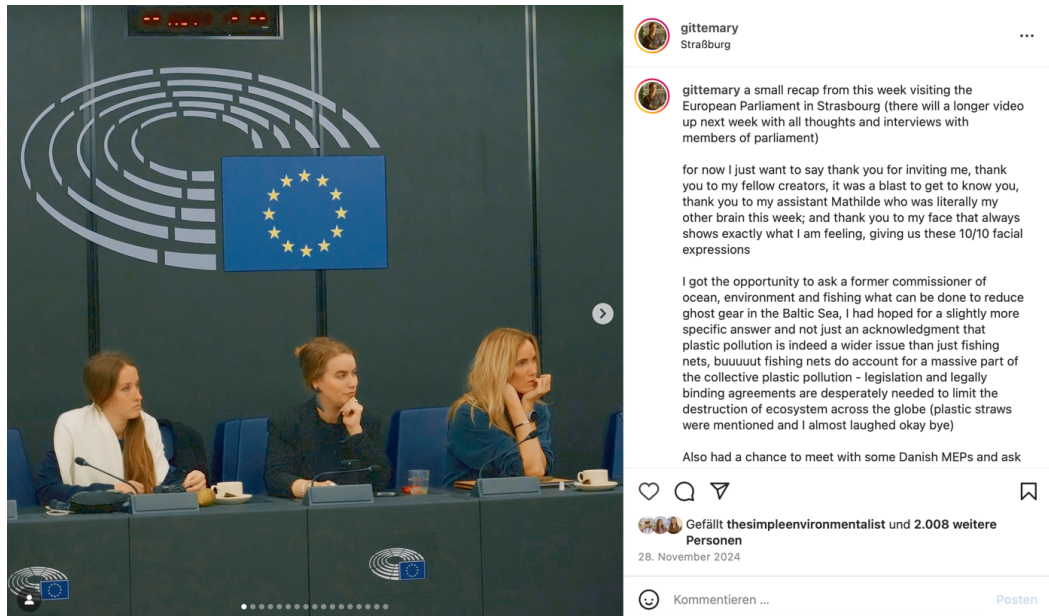 gittemary
Straßburg
gittemary a small recap from this week visiting the
European Parliament in Strasbourg (there will a longer video
up next week with all thoughts and interviews with
members of parliament)
for now I just want to say thank you for inviting me, thank
you to my fellow creators, it was a blast to get to know you,
thank you to my assistant Mathilde who was literally my
other brain this week; and thank you to my face that always
shows exactly what I am feeling, giving us these 10/10 facial
expressions
I got the opportunity to ask a former commissioner of
ocean, environment and fishing what can be done to reduce
ghost gear in the Baltic Sea, I had hoped for a slightly more
specific answer and not just an acknowledgment that
plastic pollution is indeed a wider issue than just fishing
nets, buuuuut fishing nets do account for a massive part of
the collective plastic pollution - legislation and legally
binding agreements are desperately needed to limit the
destruction of ecosystem across the globe (plastic straws
were mentioned and I almost laughed okay bye)
Also had a chance to meet with some Danish MEPs and ask
Gefällt thesimpleenvironmentalist und 2.008 weitere
Personen
28. November 2024
Kommentieren ...
Posten